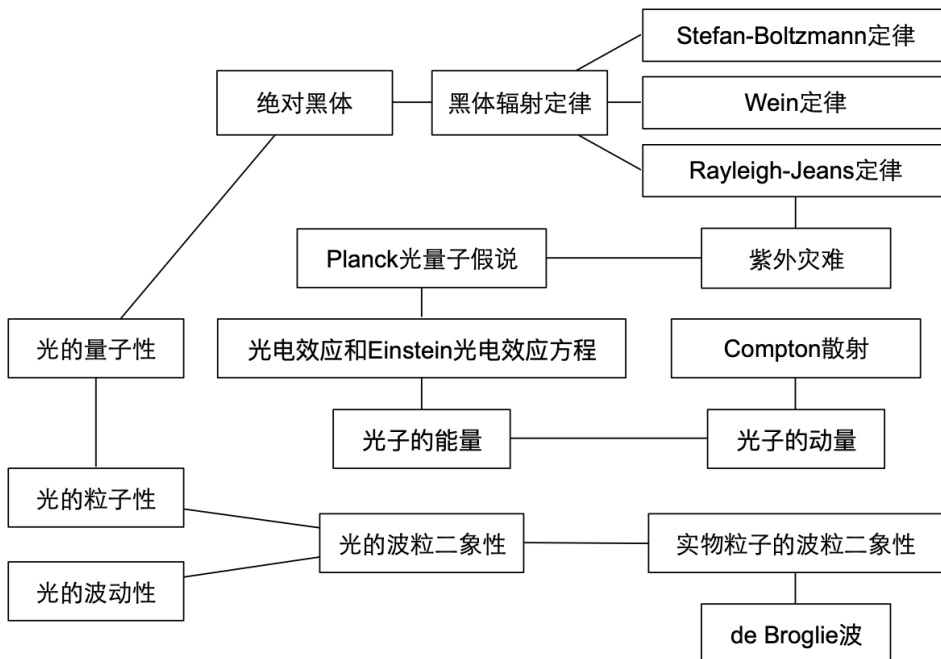 Stefan-Boltzmann定律
绝对黑体
黑体辐射定律
Wein定律
Rayleigh-Jeans定律
Planck光量子假说
紫外灾难
光的量子性
光电效应和Einstein光电效应方程
Compton散射
光子的能量
光子的动量
光的粒子性
光的波粒二象性
实物粒子的波粒二象性
光的波动性
de Broglie波